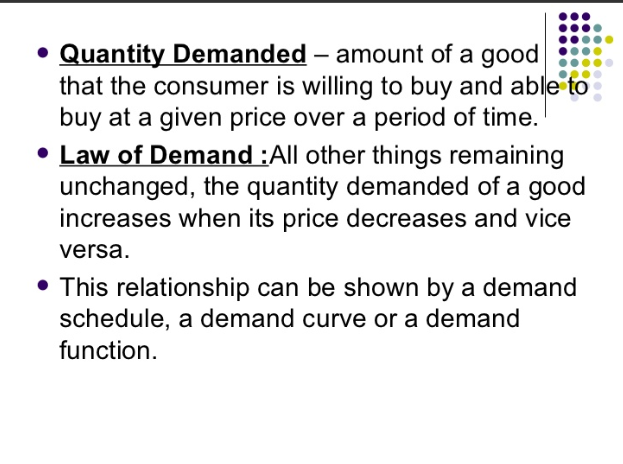 Quantity Demanded – amount of a good
that the consumer is willing to buy and able to
buy at a given price over a period of time.
Law of Demand :All other things remaining
unchanged, the quantity demanded of a good
increases when its price decreases and vice
versa.
This relationship can be shown by a demand
schedule, a demand curve or a demand
function.